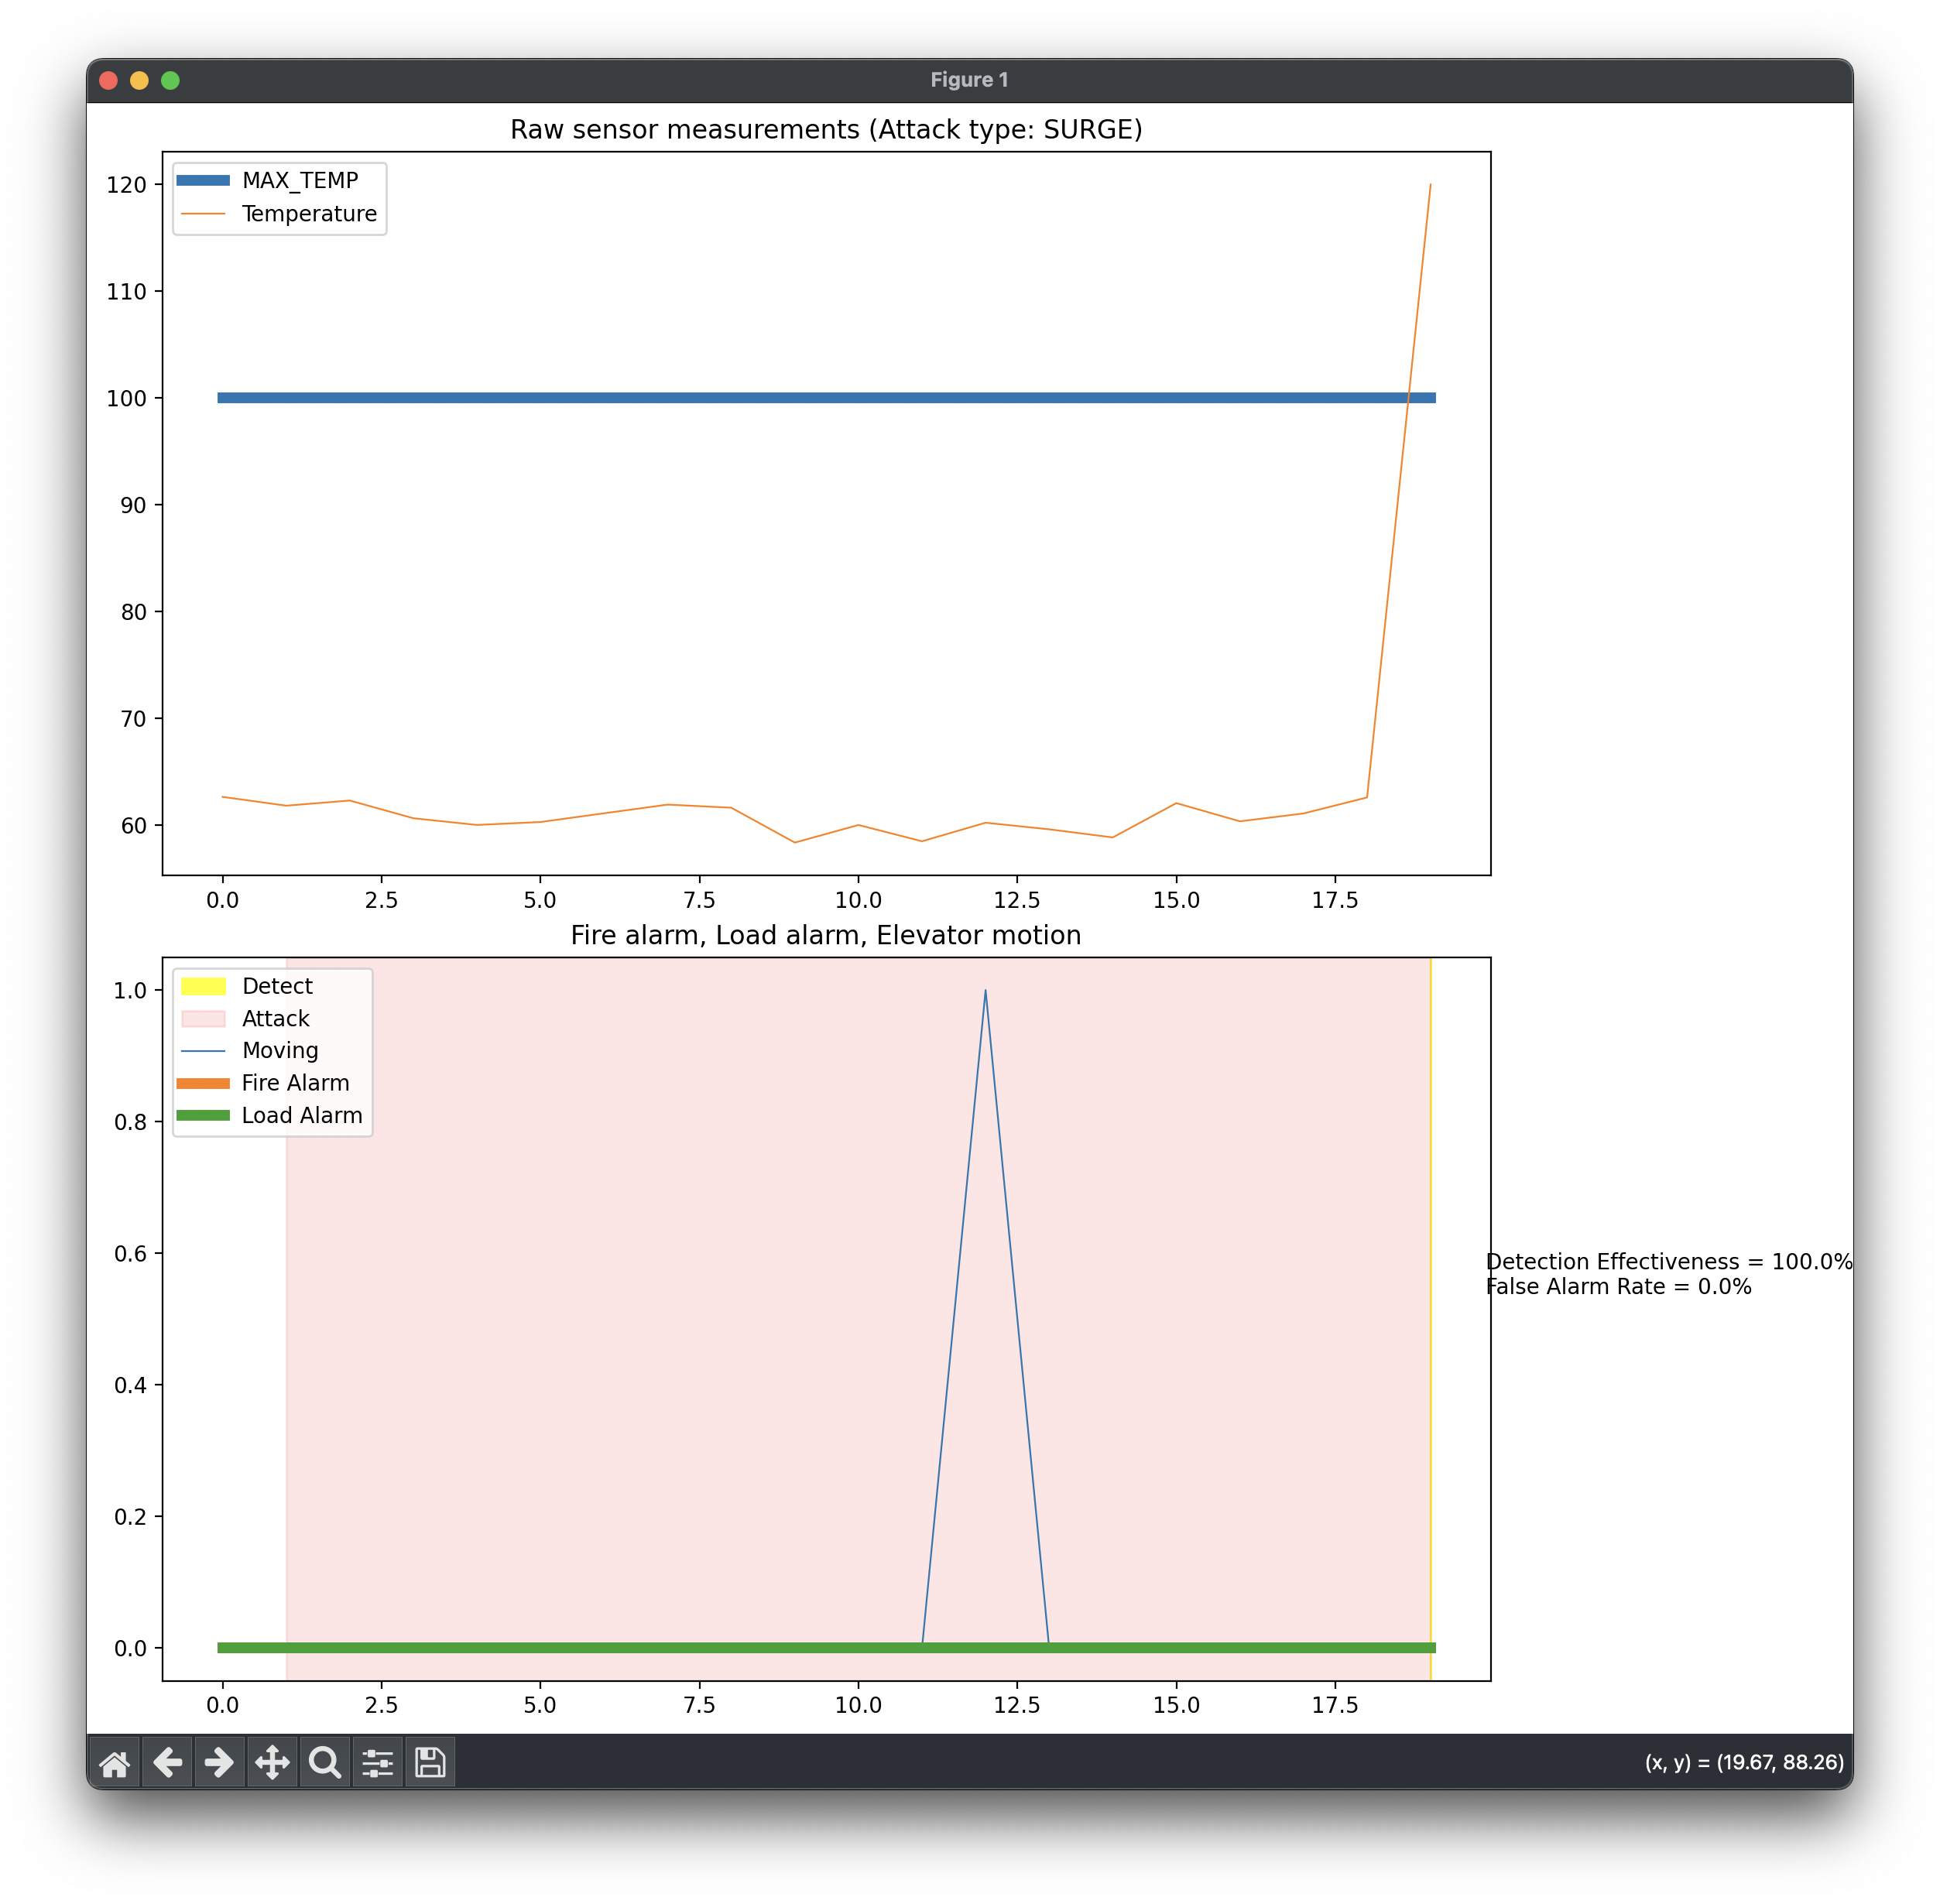 Figure 1
Raw sensor measurements (Attack type: SURGE)
MAX_TEMP
Temperature
120
110
100
90
80
70
60
0.0 2.5 5.0 7.5 10.0 12.5 15.0 17.5
Fire alarm, Load alarm, Elevator motion
Detect
Attack
Moving
Fire Alarm
Load Alarm
1.0
0.8
0.6
0.4
0.2
0.0
Detection Effectiveness = 100.0%
False Alarm Rate = 0.0%
0.0 2.5 5.0 7.5 10.0 12.5 15.0 17.5
(x, y) = (19.67, 88.26)